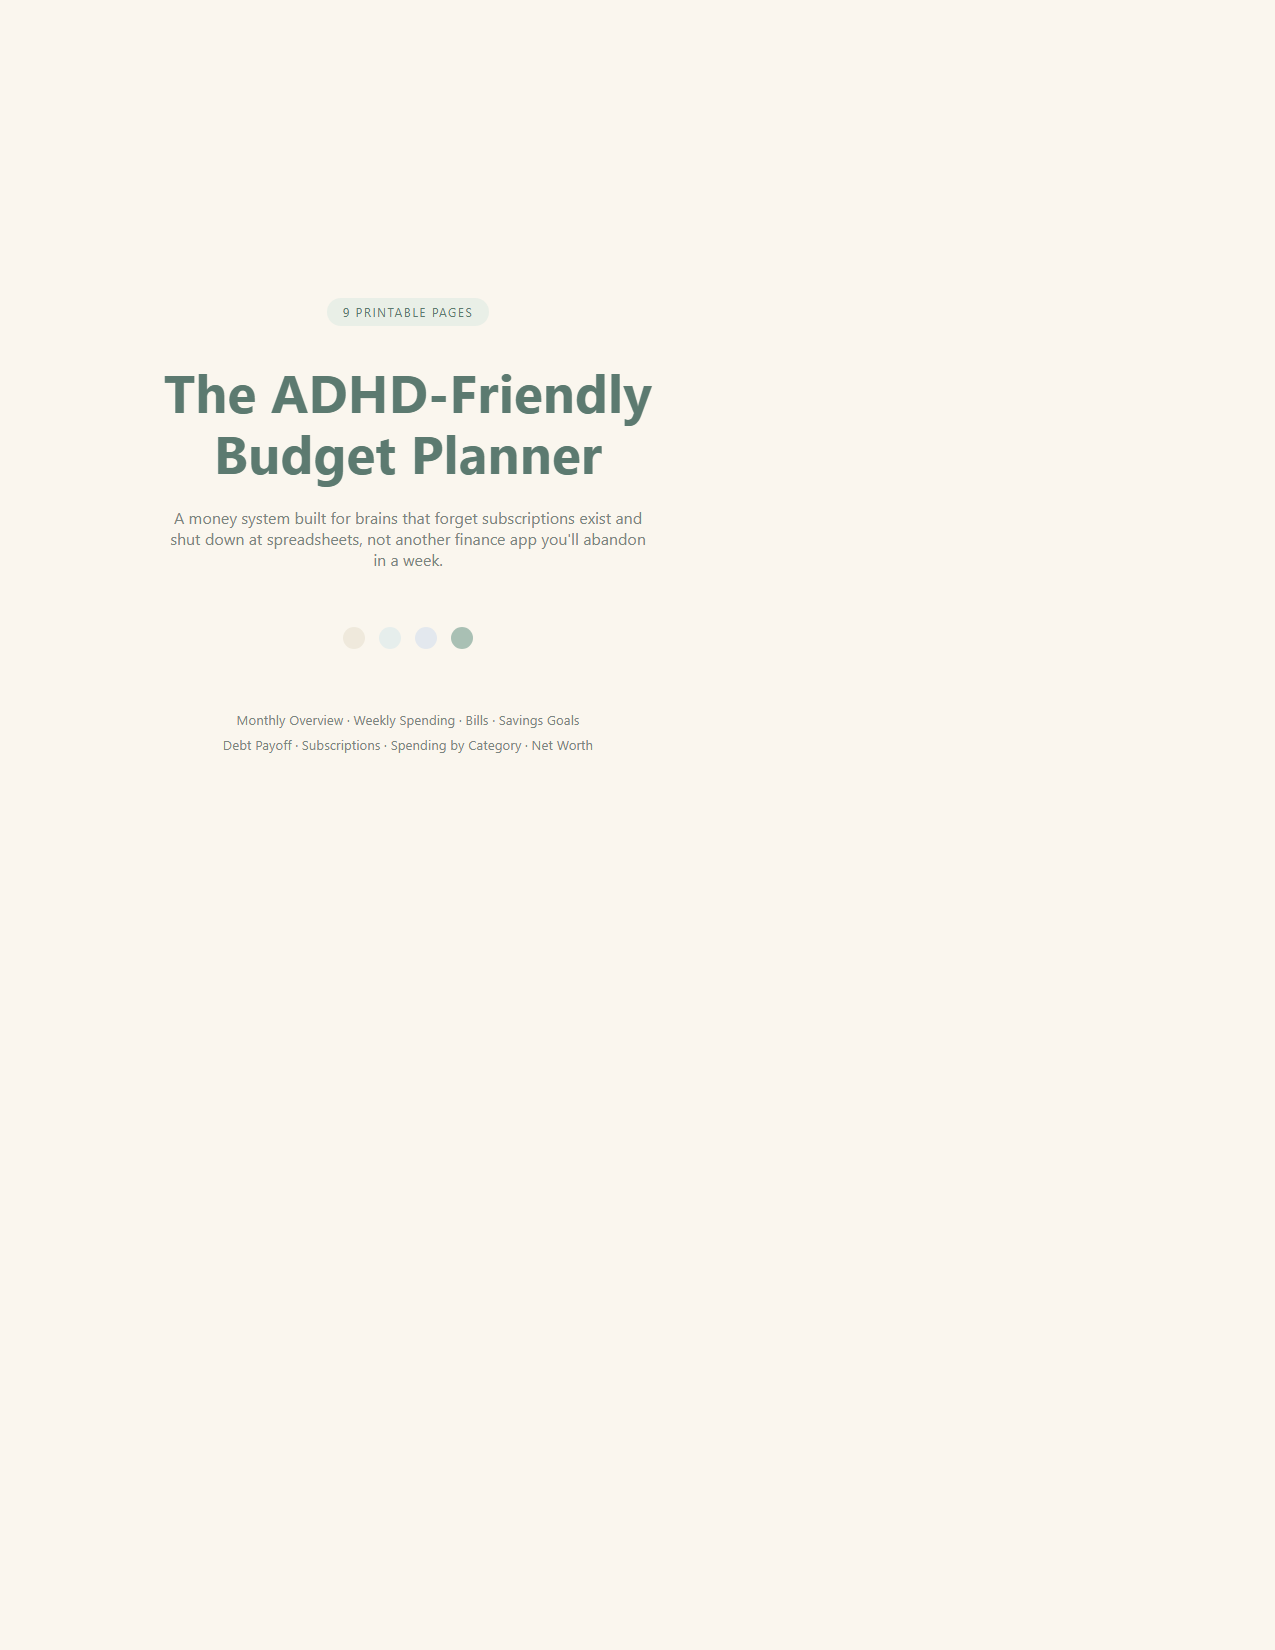 9 PRINTABLE PAGES
The ADHD-Friendly
Budget Planner
A money system built for brains that forget subscriptions exist and
shut down at spreadsheets, not another finance app you'll abandon
in a week.
Monthly Overview · Weekly Spending · Bills · Savings Goals
Debt Payoff · Subscriptions · Spending by Category · Net Worth